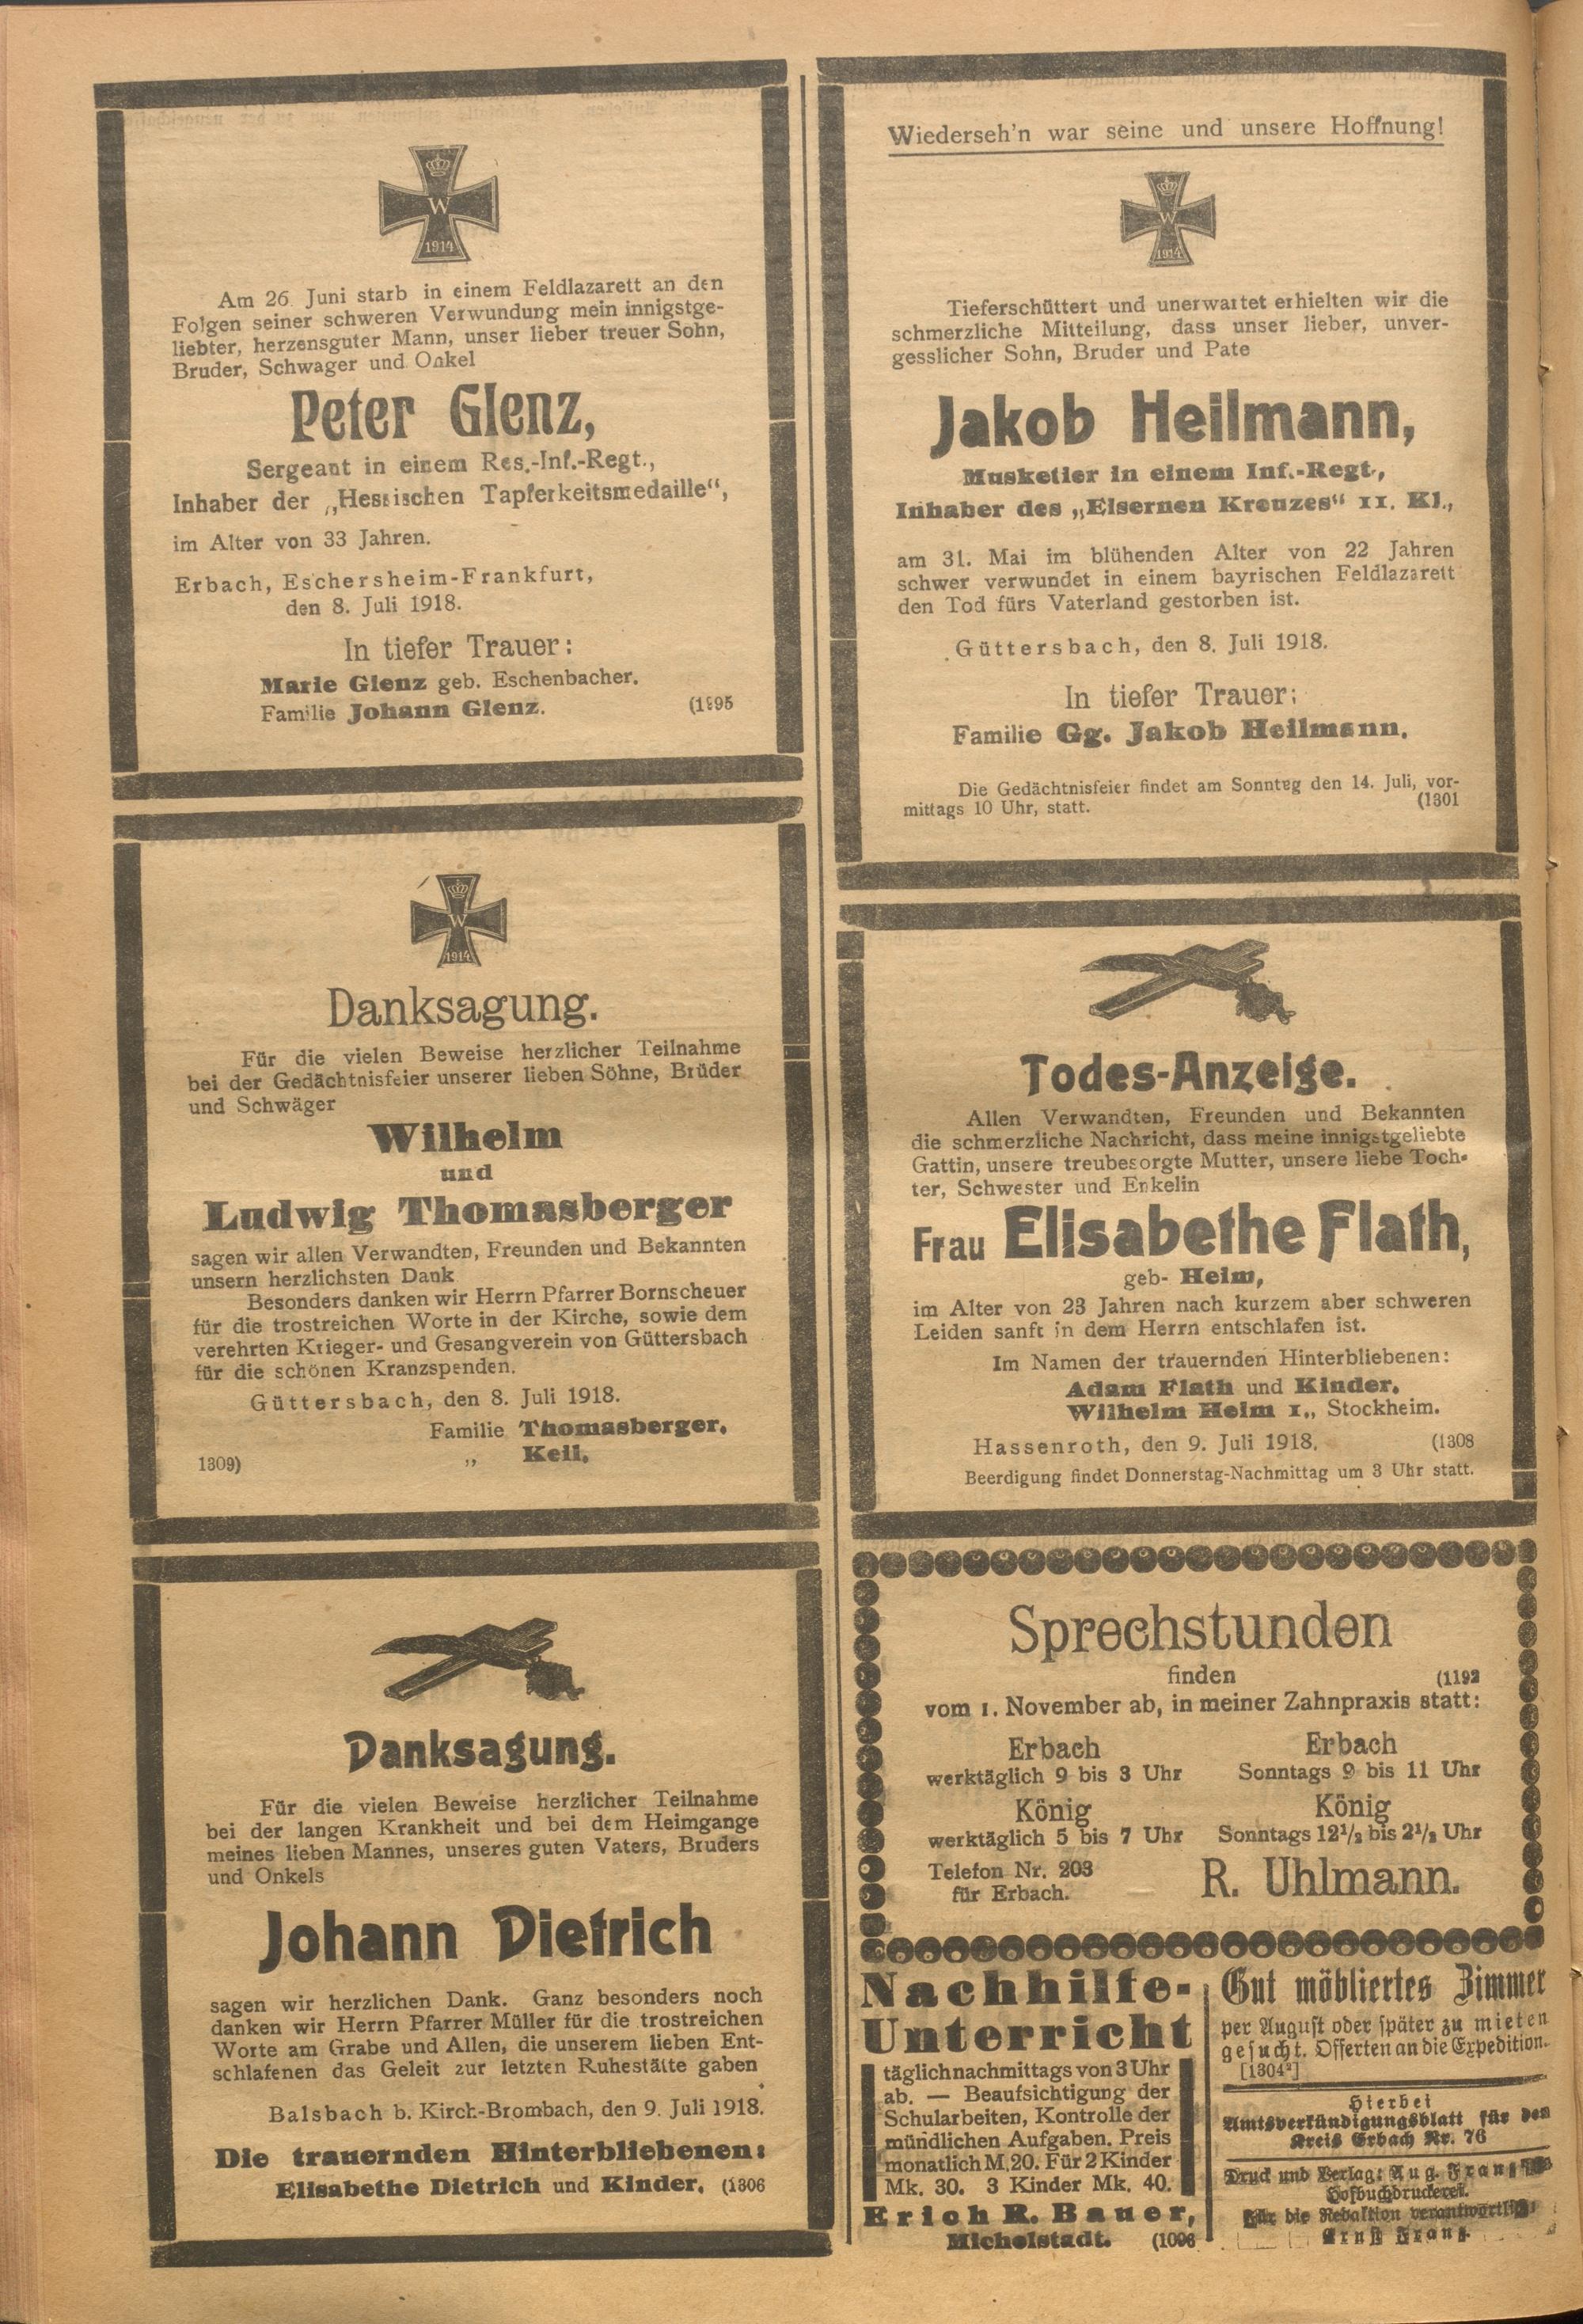 W
1914
Am 26. Juni starb in einem Feldlazarett an den
Folgen seiner schweren Verwundung mein innigstge-
liebter, herzensguter Mann, unser lieber treuer Sohn,
Bruder, Schwager und Onkel
Peter Glenz,
Sergeant in einem Res.-Inf.-Regt.,
Inhaber der „Hessischen Tapferkeitsmedaille“,
im Alter von 33 Jahren.
Erbach, Eschersheim-Frankfurt,
den 8. Juli 1918.
In tiefer Trauer:
Marie Glenz geb. Eschenbacher.
Familie Johann Glenz.
W
1914
Danksagung.
Für die vielen Beweise herzlicher Teilnahme
bei der Gedächtnisfeier unserer lieben Söhne, Brüder
und Schwäger
Wilhelm
und
Ludwig Thomasberger
sagen wir allen Verwandten, Freunden und Bekannten
unsern herzlichsten Dank
Besonders danken wir Herrn Pfarrer Bornscheuer
für die trostreichen Worte in der Kirche, sowie dem
verehrten Krieger- und Gesangverein von Güttersbach
für die schönen Kranzspenden.
Güttersbach, den 8. Juli 1918.
Familie Thomasberger,
1309) „ Keil,
Danksagung.
Für die vielen Beweise herzlicher Teilnahme
bei der langen Krankheit und bei dem Heimgange
meines lieben Mannes, unseres guten Vaters, Bruders
und Onkels
Johann Dietrich
sagen wir herzlichen Dank. Ganz besonders noch
danken wir Herrn Pfarrer Müller für die trostreichen
Worte am Grabe und Allen, die unserem lieben Ent-
schlafenen das Geleit zur letzten Ruhestätte gaben
Balsbach b. Kirch-Brombach, den 9. Juli 1918.
Die trauernden Hinterbliebenen:
Elisabethe Dietrich und Kinder. (1306
Wiederseh'n war seine und unsere Hoffnung!
W
1914
Tieferschüttert und unerwartet erhielten wir die
schmerzliche Mitteilung, dass unser lieber, unver-
gesslicher Sohn, Bruder und Pate
Jakob Heilmann,
Musketier in einem Inf.-Regt.,
Inhaber des „Eisernen Kreuzes“ II. Kl.,
am 31. Mai im blühenden Alter von 22 Jahren
schwer verwundet in einem bayrischen Feldlazarett
den Tod fürs Vaterland gestorben ist.
Güttersbach, den 8. Juli 1918.
In tiefer Trauer:
Familie Gg. Jakob Heilmann.
Die Gedächtnisfeier findet am Sonntag den 14. Juli, vor-
mittags 10 Uhr, statt. (1301
Todes-Anzeige.
Allen Verwandten, Freunden und Bekannten
die schmerzliche Nachricht, dass meine innigstgeliebte
Gattin, unsere treubesorgte Mutter, unsere liebe Toch-
ter, Schwester und Enkelin
Frau Elisabethe Flath,
geb- Heim,
im Alter von 23 Jahren nach kurzem aber schweren
Leiden sanft in dem Herrn entschlafen ist.
Im Namen der trauernden Hinterbliebenen:
Adam Flath und Kinder.
Wilhelm Heim I., Stockheim.
Hassenroth, den 9. Juli 1918. (1308
Beerdigung findet Donnerstag-Nachmittag um 3 Uhr statt.
Sprechstunden
finden (1192
vom 1. November ab, in meiner Zahnpraxis statt:
Erbach Erbach
werktäglich 9 bis 3 Uhr Sonntags 9 bis 11 Uhr
König König
werktäglich 5 bis 7 Uhr Sonntags 12½ bis 2½ Uhr
Telefon Nr. 203
für Erbach.
R. Uhlmann.
Nachhilfe-
Unterricht
täglich nachmittags von 3 Uhr
ab. — Beaufsichtigung der
Schularbeiten, Kontrolle der
mündlichen Aufgaben. Preis
monatlich M. 20. Für 2 Kinder
Mk. 30. 3 Kinder Mk. 40.
Erich R. Bauer,
Michelstadt. (1096
Gut möbliertes Zimmer
per August oder später zu mieten
gesucht. Offerten an die Expedition.
[1304²]
Hierbei
Amtsverkündigungsblatt für den
Kreis Erbach Nr. 76
Druck und Verlag: Aug. Franz
Hofbuchdruckerei.
Für die Redaktion verantwortlich:
Ernst Franz.